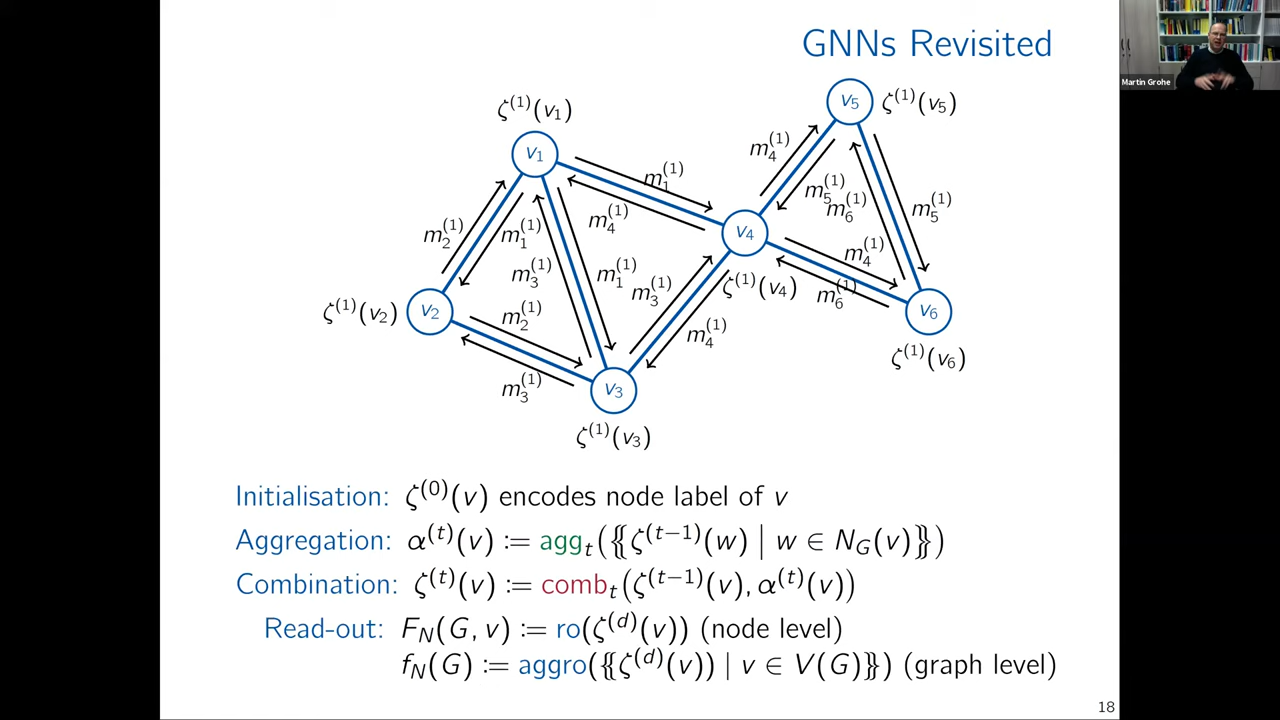 GNNs Revisited
Martin Grohe
ζ^(1)(v₅)
v₅
ζ^(1)(v₁)
v₁
m₄^(1)
m₁^(1)
m₅^(1)
m₆^(1)
m₅^(1)
m₄^(1)
m₂^(1)
m₁^(1)
v₄
m₄^(1)
m₃^(1)
m₁^(1)
m₃^(1)
ζ^(1)(v₄)
m₆^(1)
ζ^(1)(v₂)
v₂
m₂^(1)
v₆
m₄^(1)
ζ^(1)(v₆)
m₃^(1)
v₃
ζ^(1)(v₃)
Initialisation: ζ^(0)(v) encodes node label of v
Aggregation: α^(t)(v) := agg_t({{ζ^(t−1)(w) | w ∈ N_G(v)}})
Combination: ζ^(t)(v) := comb_t(ζ^(t−1)(v), α^(t)(v))
Read-out: F_N(G, v) := ro(ζ^(d)(v)) (node level)
f_N(G) := aggro({{ζ^(d)(v)) | v ∈ V(G)}}) (graph level)
18